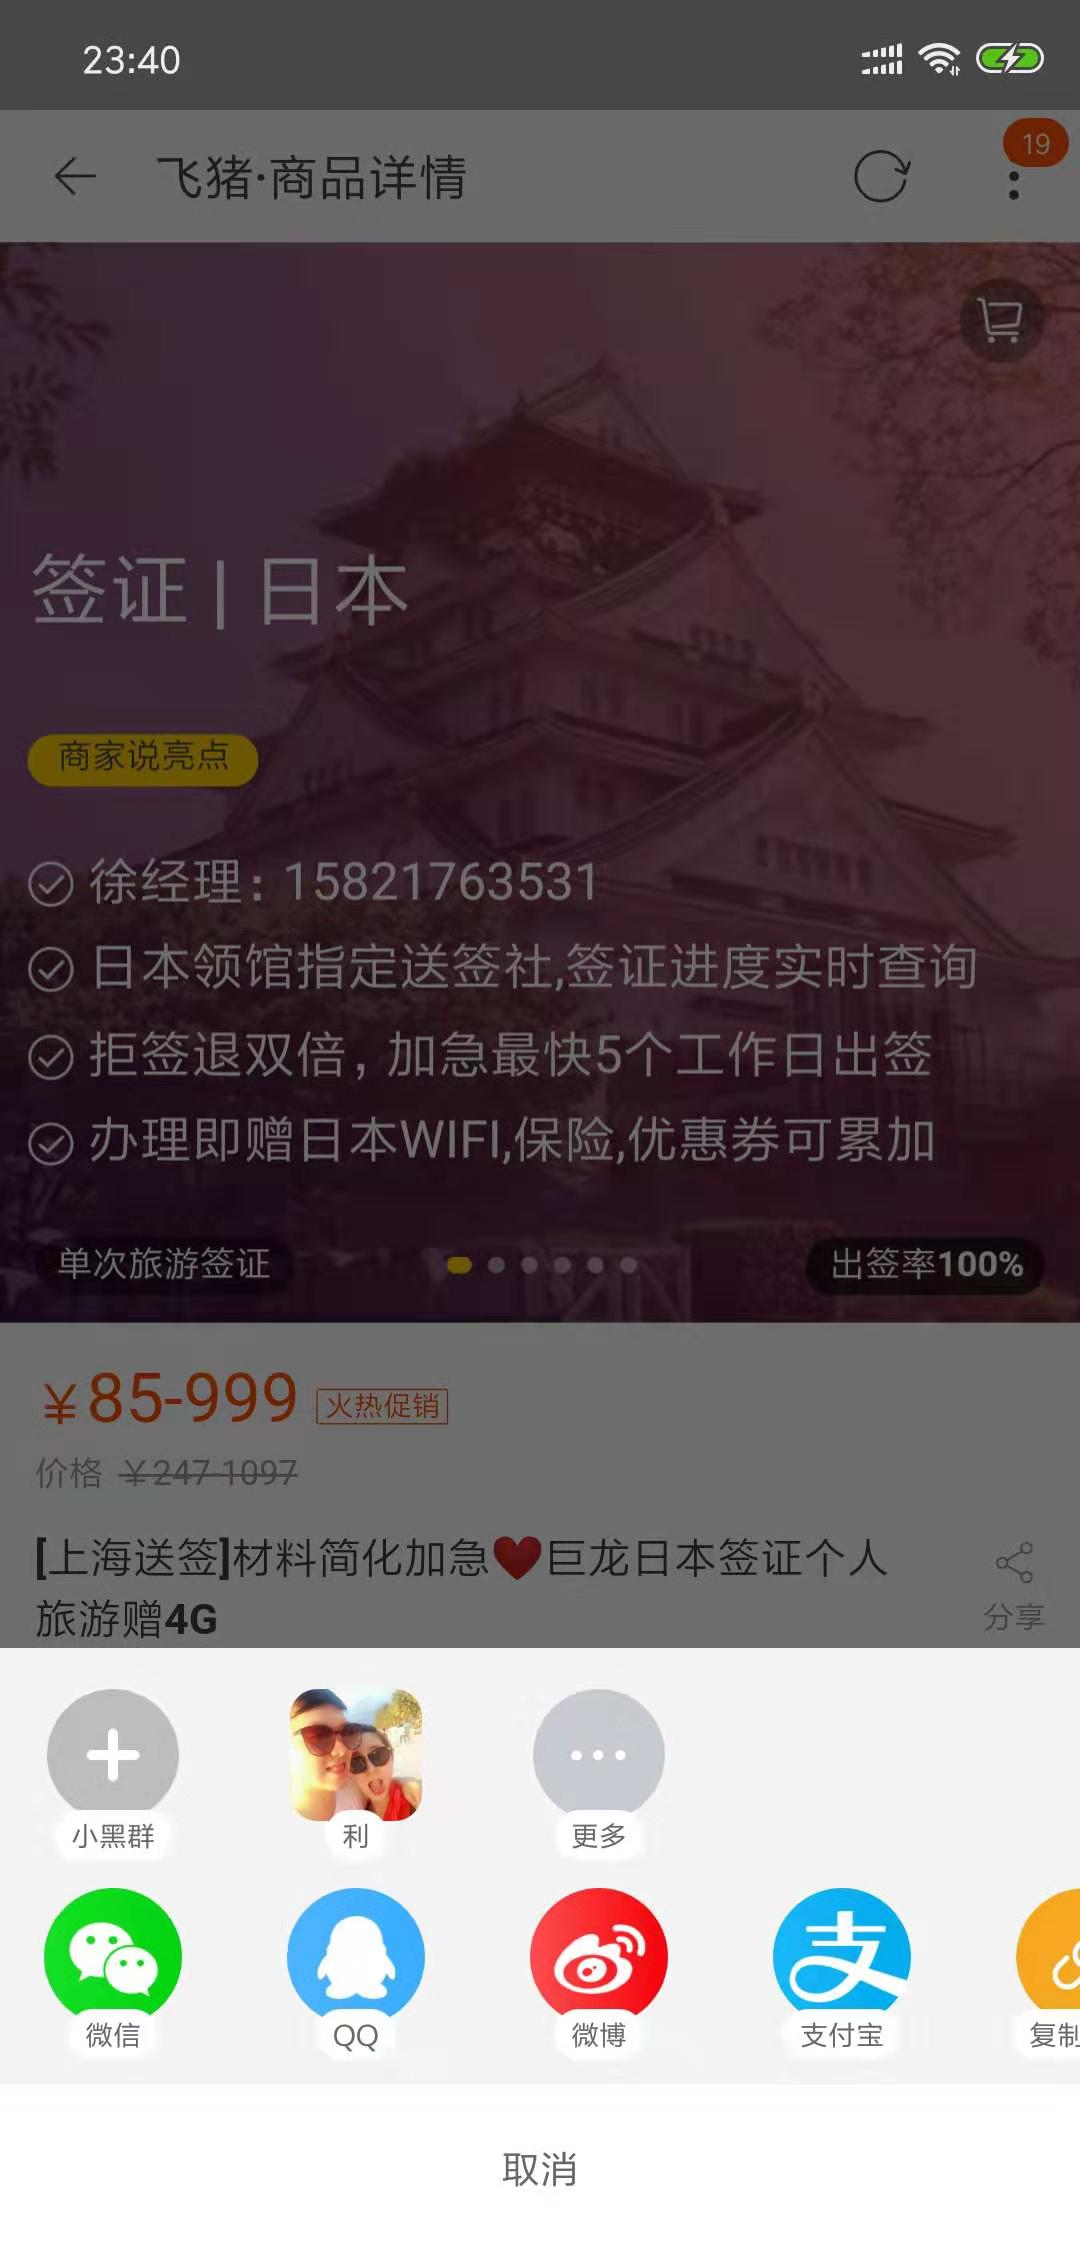 23:40
飞猪·商品详情
19
签证 | 日本
商家说亮点
徐经理：15821763531
日本领馆指定送签社,签证进度实时查询
拒签退双倍，加急最快5个工作日出签
办理即赠日本WIFI,保险,优惠券可累加
单次旅游签证
出签率100%
￥85-999 火热促销
价格 ￥247-1097
[上海送签]材料简化加急❤巨龙日本签证个人
旅游赠4G
分享
小黑群 利 更多
微信 QQ 微博 支付宝 复制
取消